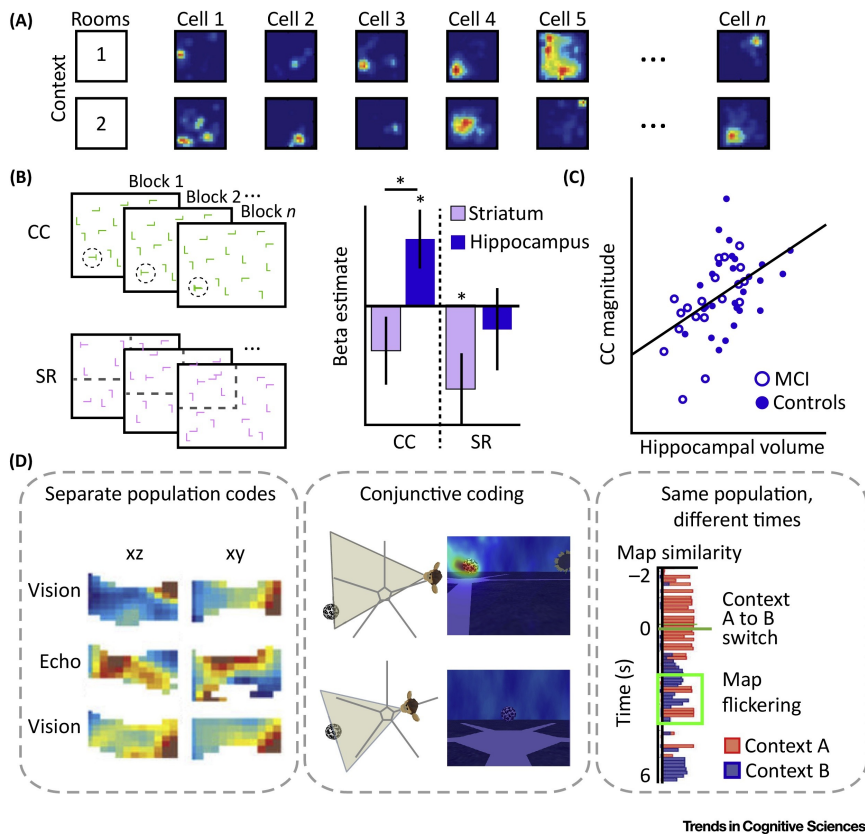 (A)
Rooms Cell 1 Cell 2 Cell 3 Cell 4 Cell 5 Cell n
Context
1 ...
2 ...
(B)
Block 1
Block 2 ...
Block n
CC
SR ...
Beta estimate
* *
*
Striatum
Hippocampus
CC SR
(C)
CC magnitude
MCI
Controls
Hippocampal volume
(D)
Separate population codes
xz xy
Vision
Echo
Vision
Conjunctive coding
Same population,
different times
Map similarity
Time (s)
−2
0
6
Context
A to B
switch
Map
flickering
Context A
Context B
Trends in Cognitive Sciences